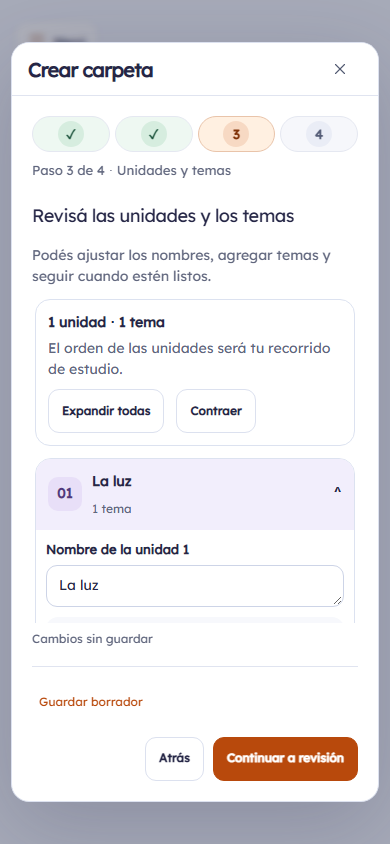 Crear carpeta
✓ ✓ 3 4
Paso 3 de 4 · Unidades y temas
Revisá las unidades y los temas
Podés ajustar los nombres, agregar temas y
seguir cuando estén listos.
1 unidad · 1 tema
El orden de las unidades será tu recorrido
de estudio.
Expandir todas Contraer
01 La luz
1 tema
Nombre de la unidad 1
La luz
Cambios sin guardar
Guardar borrador
Atrás Continuar a revisión